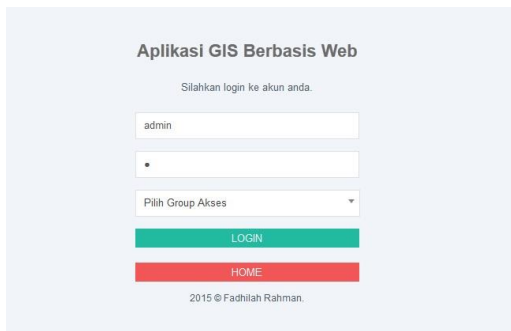 Aplikasi GIS Berbasis Web
Silahkan login ke akun anda.
admin
•
Pilih Group Akses
LOGIN
HOME
2015 © Fadhilah Rahman.